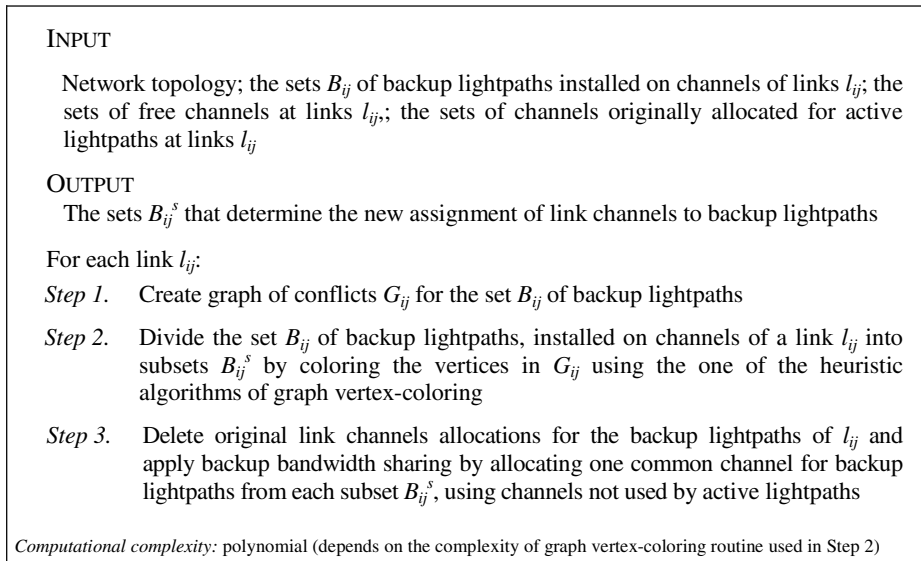 INPUT
Network topology; the sets B_ij of backup lightpaths installed on channels of links l_ij; the
sets of free channels at links l_ij,; the sets of channels originally allocated for active
lightpaths at links l_ij
OUTPUT
The sets B_ij^s that determine the new assignment of link channels to backup lightpaths
For each link l_ij:
Step 1. Create graph of conflicts G_ij for the set B_ij of backup lightpaths
Step 2. Divide the set B_ij of backup lightpaths, installed on channels of a link l_ij into
subsets B_ij^s by coloring the vertices in G_ij using the one of the heuristic
algorithms of graph vertex-coloring
Step 3. Delete original link channels allocations for the backup lightpaths of l_ij and
apply backup bandwidth sharing by allocating one common channel for backup
lightpaths from each subset B_ij^s, using channels not used by active lightpaths
Computational complexity: polynomial (depends on the complexity of graph vertex-coloring routine used in Step 2)